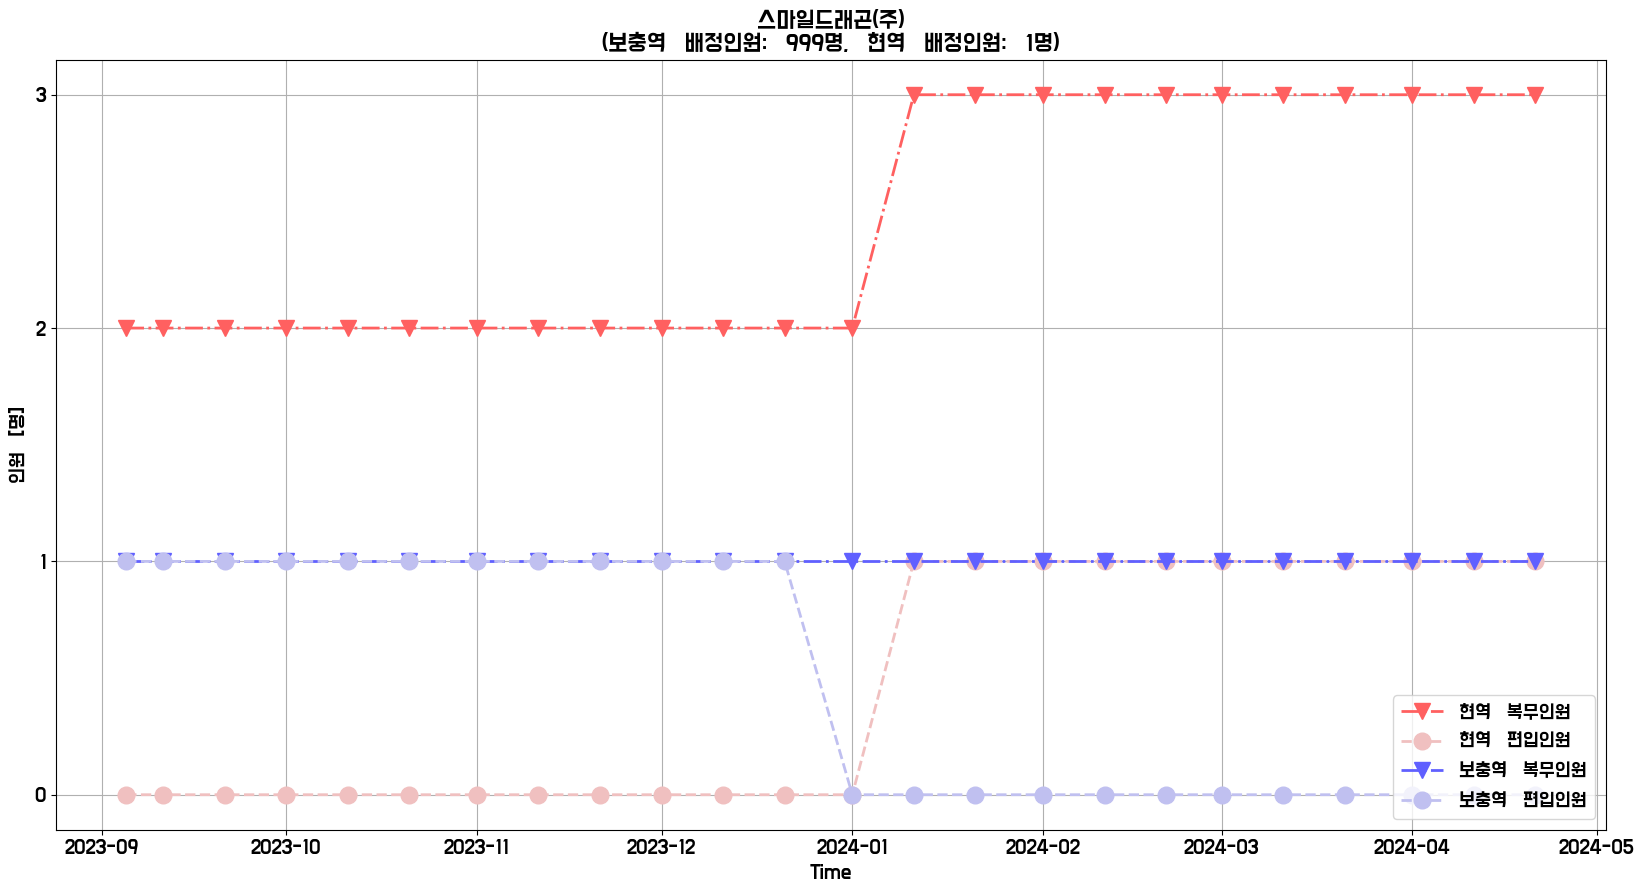 스마일드래곤(주)
(보충역 배정인원: 999명, 현역 배정인원: 1명)
인원 [명]
3
2
1
0
현역 복무인원
현역 편입인원
보충역 복무인원
보충역 편입인원
2023-09 2023-10 2023-11 2023-12 2024-01 2024-02 2024-03 2024-04 2024-05
Time